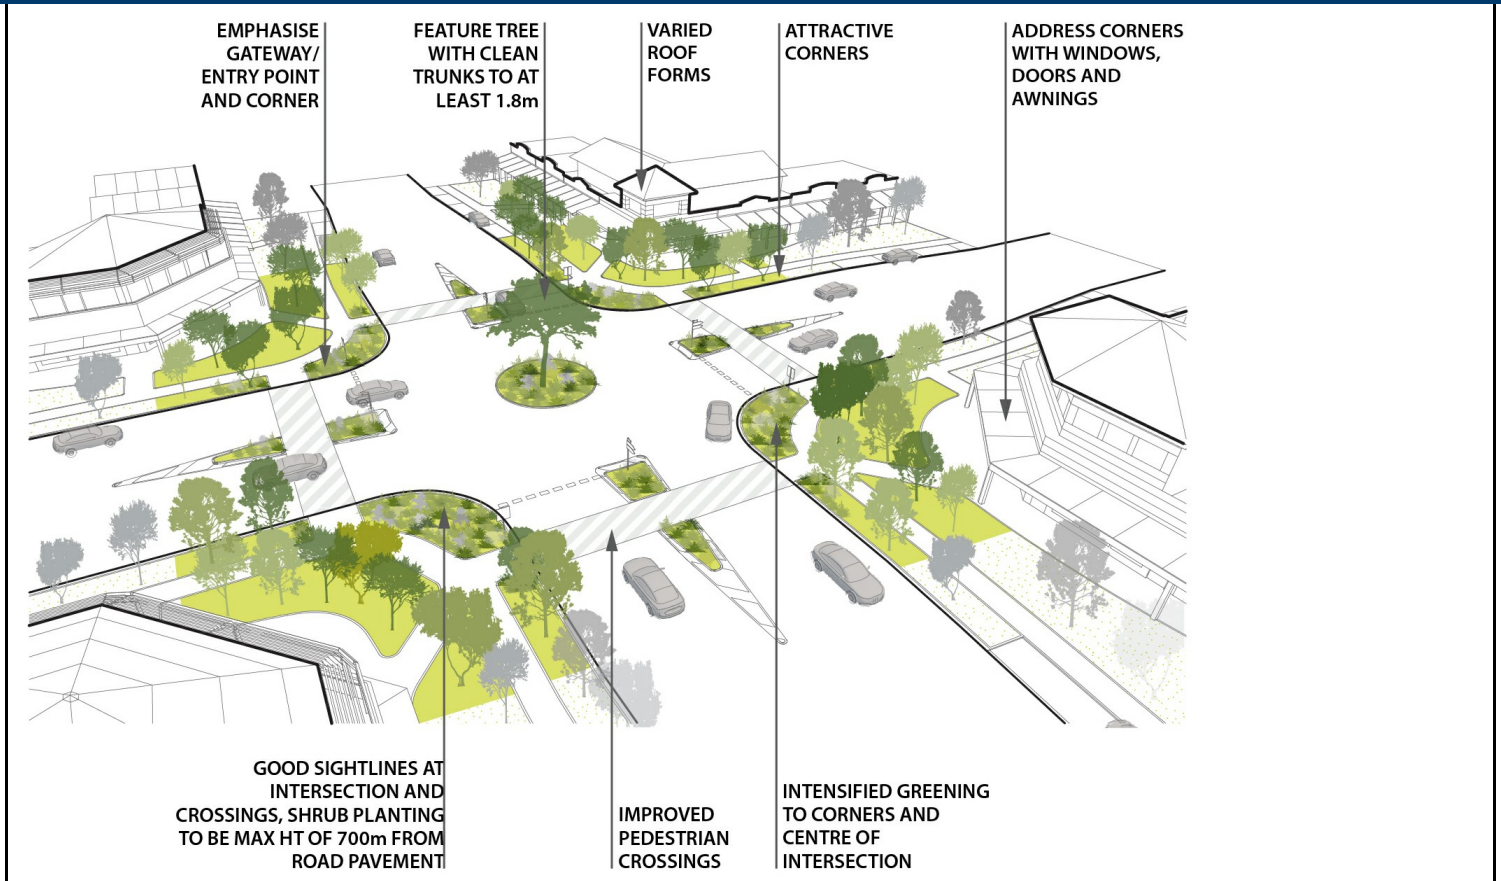 EMPHASISE
GATEWAY/
ENTRY POINT
AND CORNER
FEATURE TREE
WITH CLEAN
TRUNKS TO AT
LEAST 1.8m
VARIED
ROOF
FORMS
ATTRACTIVE
CORNERS
ADDRESS CORNERS
WITH WINDOWS,
DOORS AND
AWNINGS
GOOD SIGHTLINES AT
INTERSECTION AND
CROSSINGS, SHRUB PLANTING
TO BE MAX HT OF 700m FROM
ROAD PAVEMENT
IMPROVED
PEDESTRIAN
CROSSINGS
INTENSIFIED GREENING
TO CORNERS AND
CENTRE OF
INTERSECTION